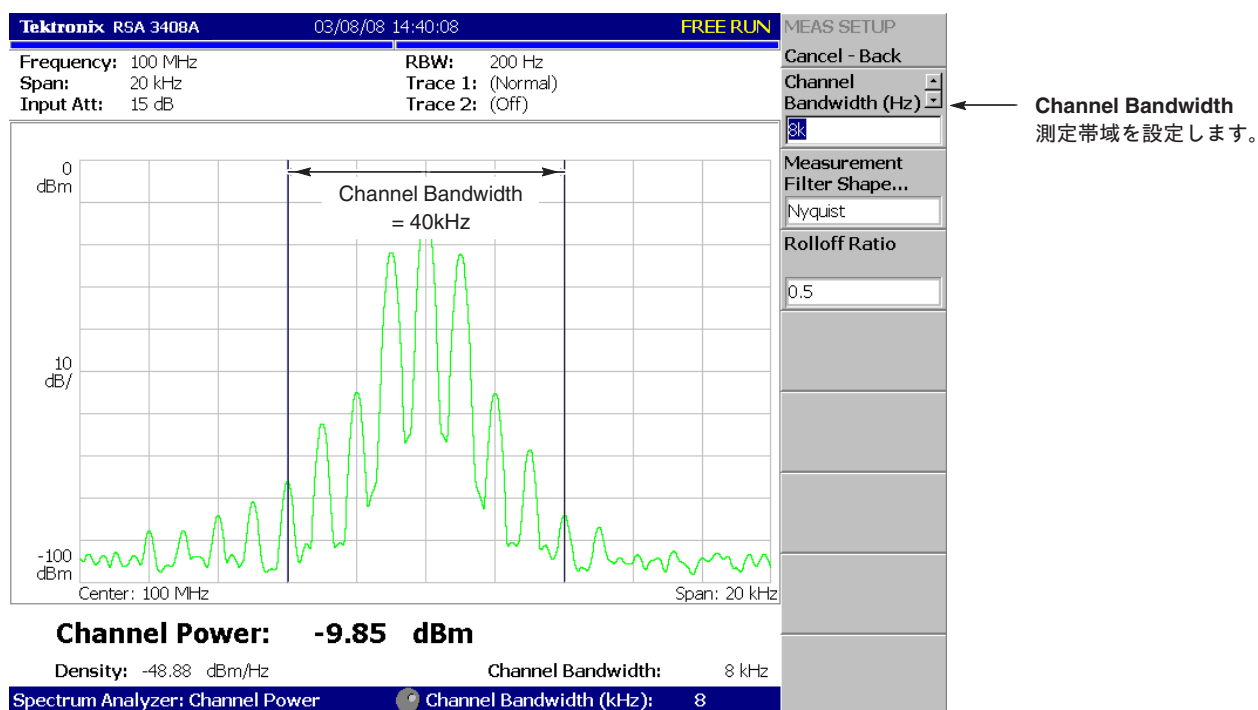 Tektronix RSA 3408A 03/08/08 14:40:08 FREE RUN
Frequency: 100 MHz RBW: 200 Hz
Span: 20 kHz Trace 1: (Normal)
Input Att: 15 dB Trace 2: (Off)
0
dBm
Channel Bandwidth
= 40kHz
10
dB/
-100
dBm
Center: 100 MHz Span: 20 kHz
Channel Power: -9.85 dBm
Density: -48.88 dBm/Hz Channel Bandwidth: 8 kHz
Spectrum Analyzer: Channel Power Channel Bandwidth (kHz): 8
MEAS SETUP
Cancel - Back
Channel
Bandwidth (Hz)
8k
Measurement
Filter Shape...
Nyquist
Rolloff Ratio
0.5
Channel Bandwidth
測定帯域を設定します。